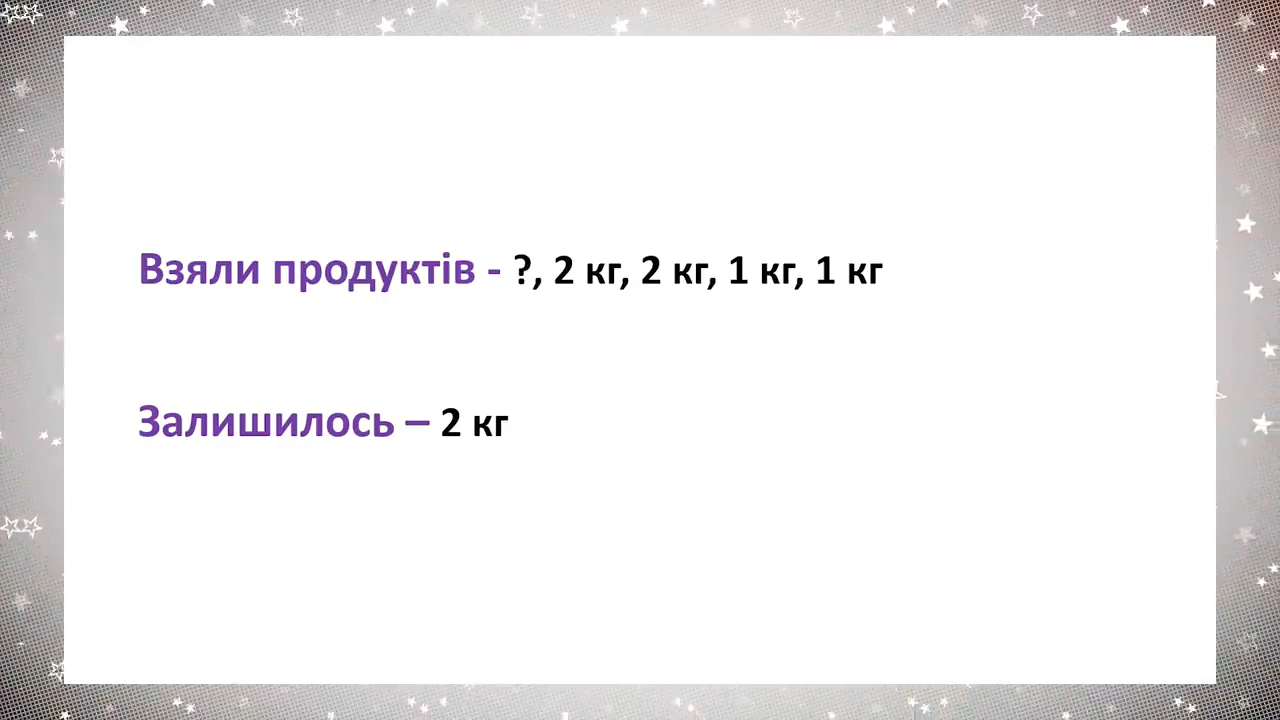 Взяли продуктів - ?, 2 кг, 2 кг, 1 кг, 1 кг
Залишилось – 2 кг